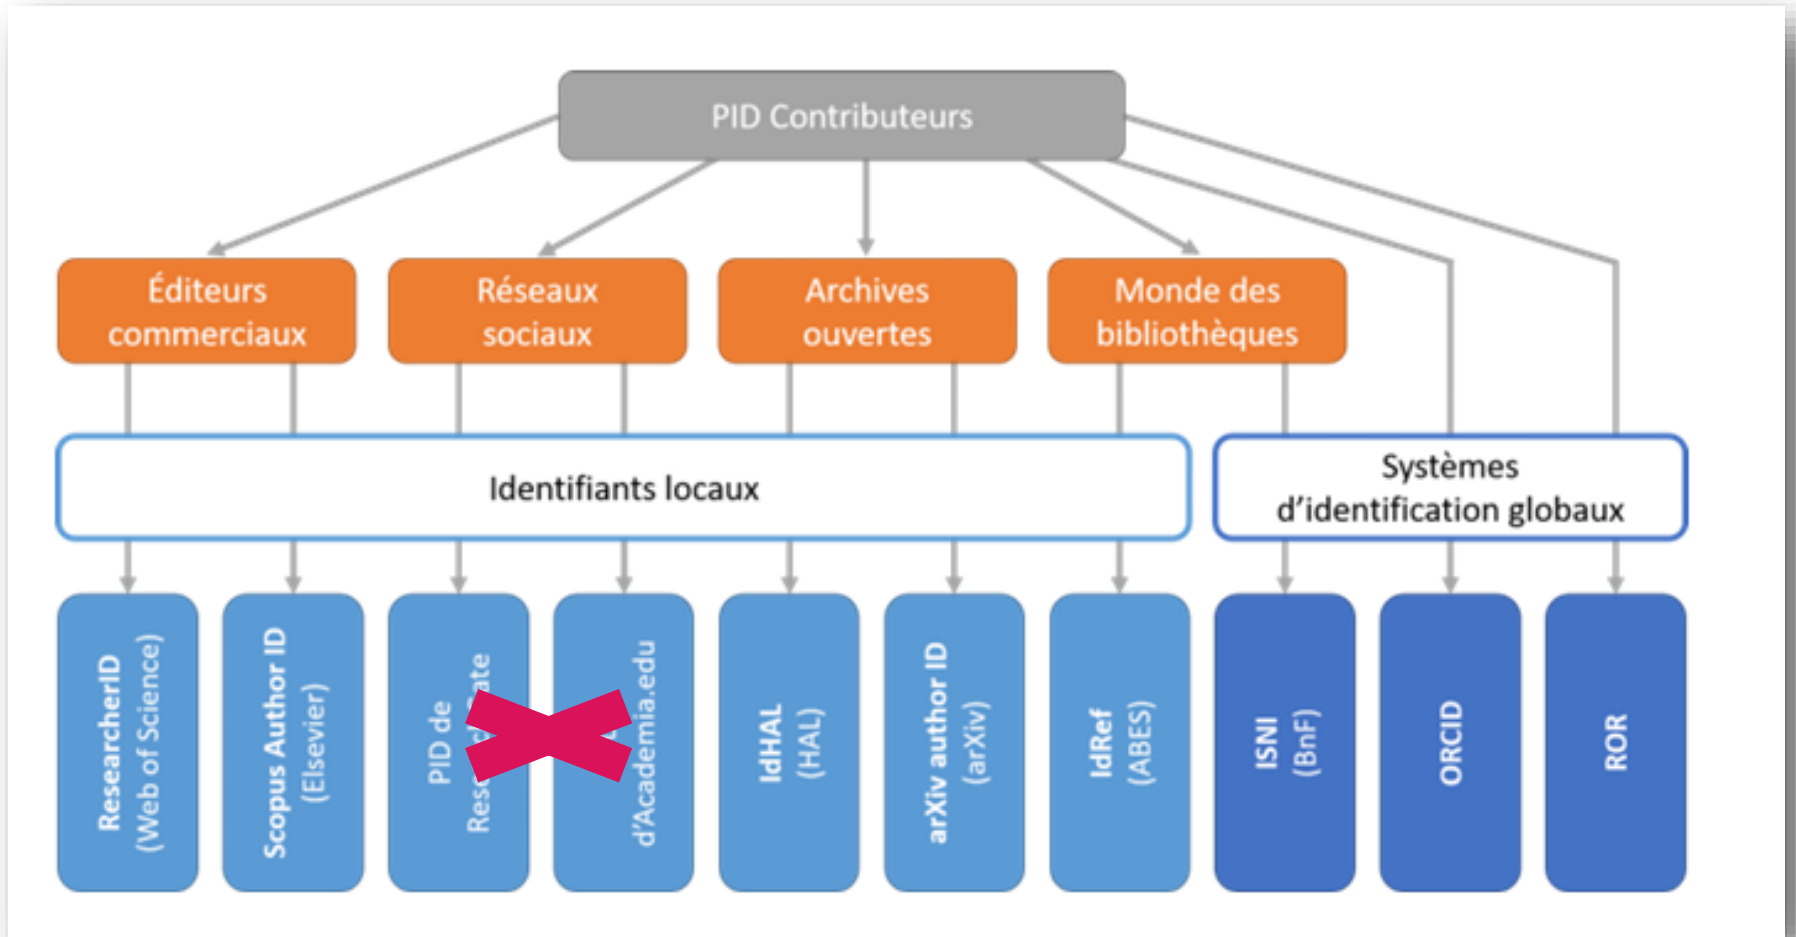 PID Contributeurs
Éditeurs
commerciaux
Réseaux
sociaux
Archives
ouvertes
Monde des
bibliothèques
Identifiants locaux
Systèmes
d'identification globaux
ResearcherID
(Web of Science)
Scopus Author ID
(Elsevier)
PID de
d'Academia.edu
IdHAL
(HAL)
arXiv author ID
(arXiv)
IdRef
(ABES)
ISNI
(BnF)
ORCID
ROR